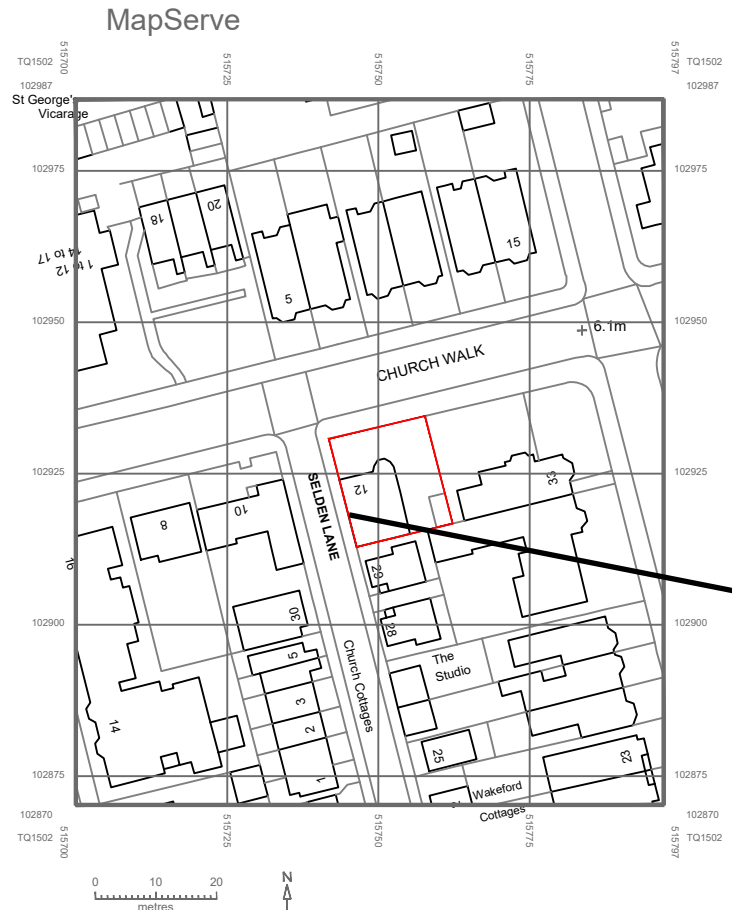 MapServe
515700
515725
515750
515775
515797
TQ1502
102987
TQ1502
102987
St George's
Vicarage
102975
102975
18
20
15
5
1 to 12
14 to 17
102950
102950
6.1m
CHURCH WALK
102925
102925
SELDEN LANE
12
33
8
10
16
29
102900
102900
30
28
5
Church Cottages
The
Studio
3
2
14
25
23
1
102875
102875
Wakeford
Cottages
102870
TQ1502
102870
TQ1502
515700
515725
515750
515775
515797
0 10 20
metres
N